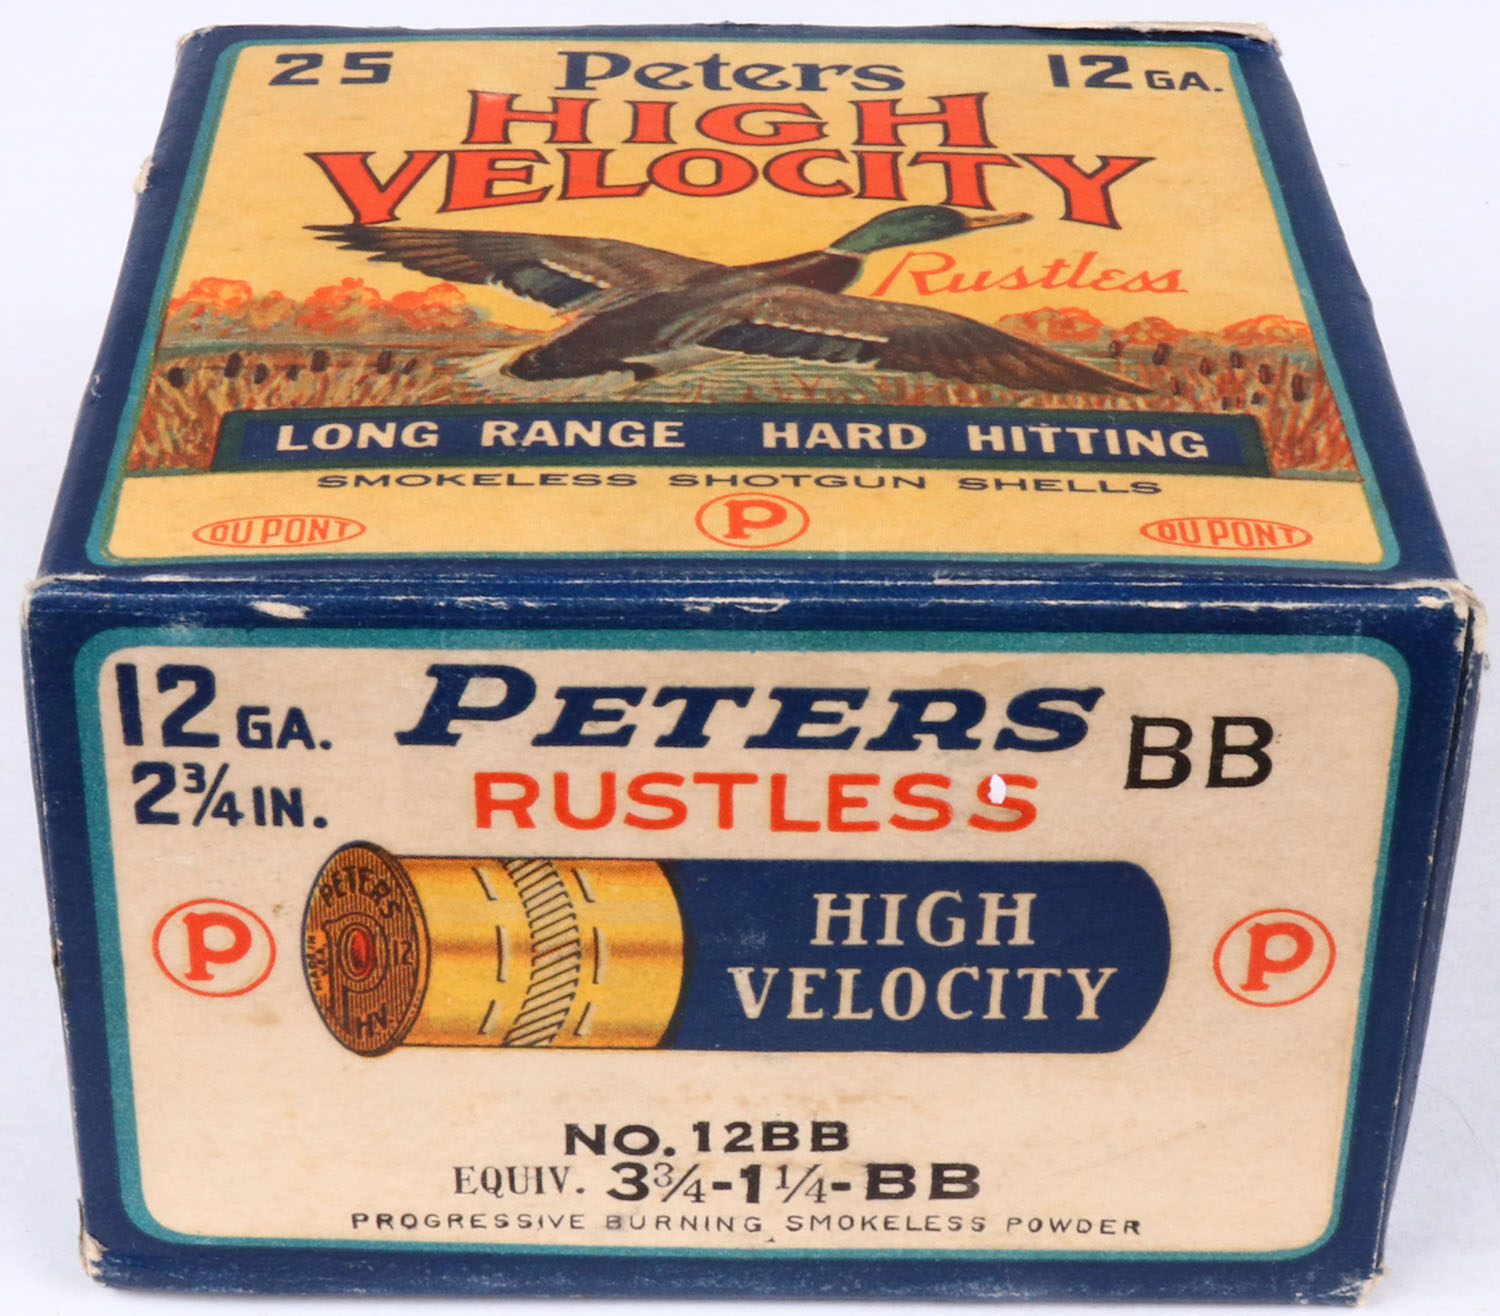 25 Peters 12 GA.
HIGH
VELOCITY
Rustless
LONG RANGE HARD HITTING
SMOKELESS SHOTGUN SHELLS
DU PONT P DU PONT
12 GA. PETERS BB
2¾ IN. RUSTLESS
PETERS
12
MADE IN U.S.A.
P
HV
HIGH
VELOCITY
P P
NO. 12BB
EQUIV. 3¾-1¼-BB
PROGRESSIVE BURNING SMOKELESS POWDER